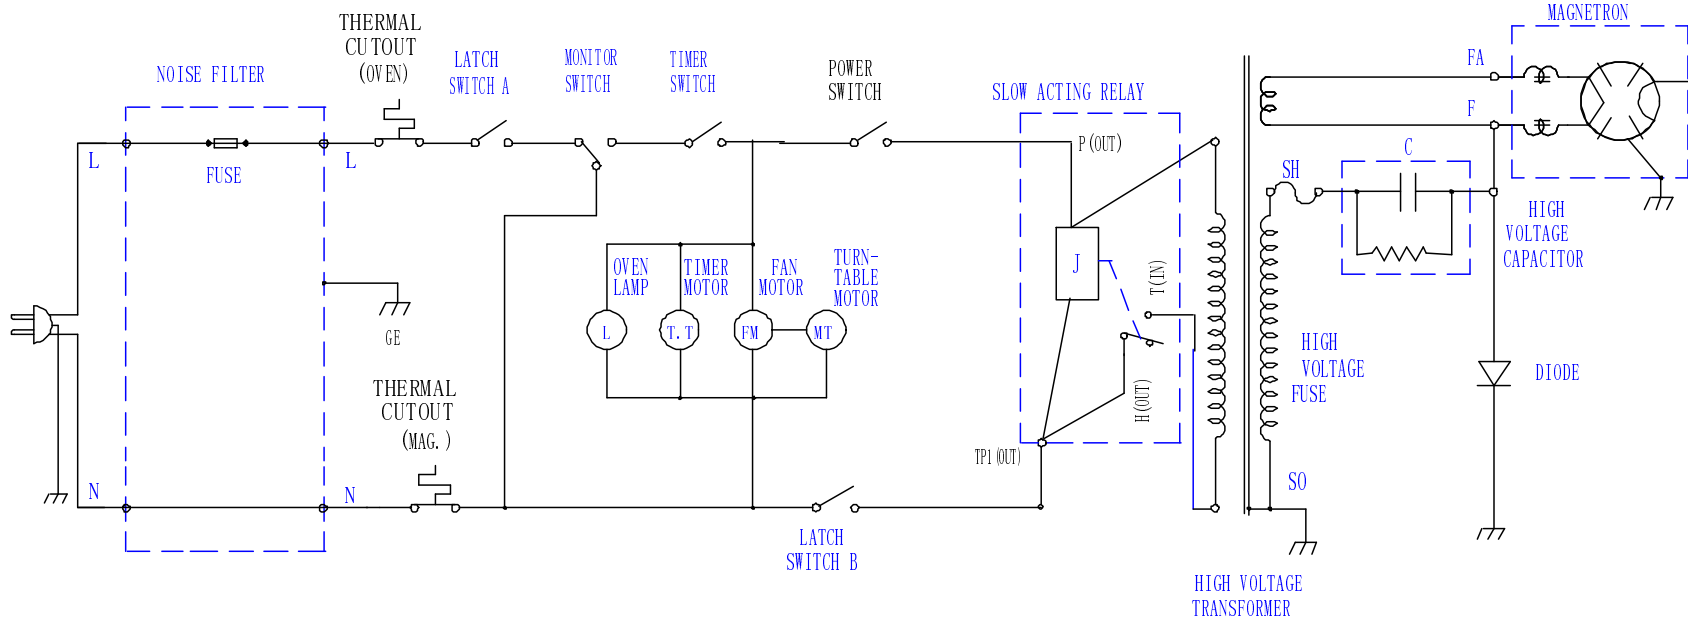 THERMAL
CUTOUT
(OVEN)
NOISE FILTER
LATCH
SWITCH A
MONITOR
SWITCH
TIMER
SWITCH
POWER
SWITCH
SLOW ACTING RELAY
MAGNETRON
FA
F
L
FUSE
L
P(OUT)
C
SH
HIGH
VOLTAGE
CAPACITOR
OVEN
LAMP
TIMER
MOTOR
FAN
MOTOR
TURN-
TABLE
MOTOR
J
T(IN)
L
T.T
FM
MT
GE
HIGH
VOLTAGE
FUSE
DIODE
THERMAL
CUTOUT
(MAG.)
H(OUT)
TP1(OUT)
N
N
SO
LATCH
SWITCH B
HIGH VOLTAGE
TRANSFORMER